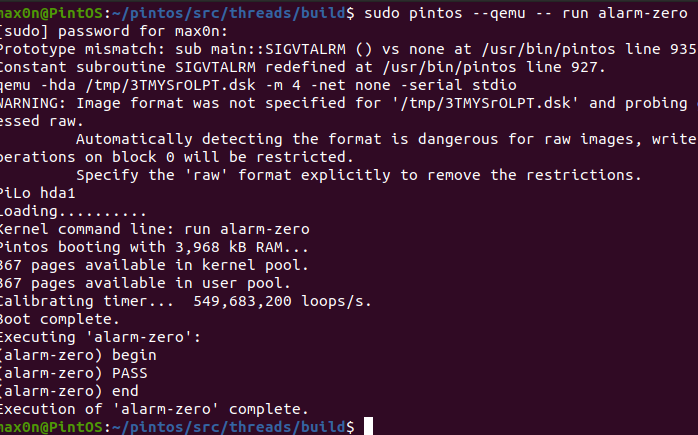 max0n@PintOS:~/pintos/src/threads/build$ sudo pintos --qemu -- run alarm-zero
[sudo] password for max0n:
Prototype mismatch: sub main::SIGVTALRM () vs none at /usr/bin/pintos line 935
Constant subroutine SIGVTALRM redefined at /usr/bin/pintos line 927.
qemu -hda /tmp/3TMYSrOLPT.dsk -m 4 -net none -serial stdio
WARNING: Image format was not specified for '/tmp/3TMYSrOLPT.dsk' and probing
essed raw.
Automatically detecting the format is dangerous for raw images, write
perations on block 0 will be restricted.
Specify the 'raw' format explicitly to remove the restrictions.
PiLo hda1
Loading..........
Kernel command line: run alarm-zero
Pintos booting with 3,968 kB RAM...
367 pages available in kernel pool.
367 pages available in user pool.
Calibrating timer...  549,683,200 loops/s.
Boot complete.
Executing 'alarm-zero':
(alarm-zero) begin
(alarm-zero) PASS
(alarm-zero) end
Execution of 'alarm-zero' complete.
max0n@PintOS:~/pintos/src/threads/build$